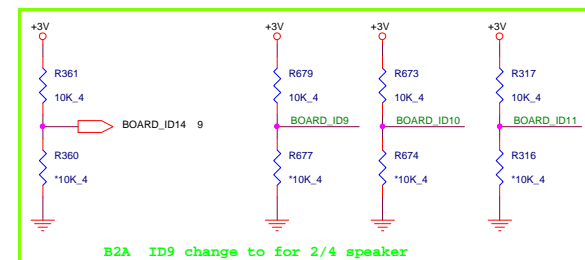 +3V +3V +3V +3V
R361 R679 R673 R317
10K_4 10K_4 10K_4 10K_4
BOARD_ID14 9 BOARD_ID9 BOARD_ID10 BOARD_ID11
R360 R677 R674 R316
*10K_4 *10K_4 *10K_4 *10K_4
B2A ID9 change to for 2/4 speaker